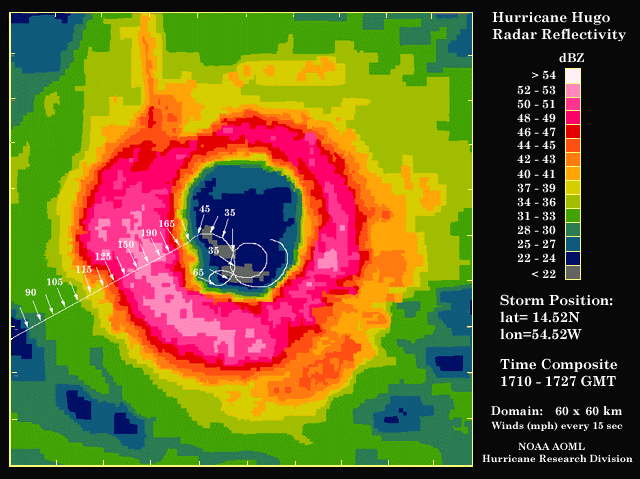 Hurricane Hugo
Radar Reflectivity
dBZ
> 54
52 - 53
50 - 51
48 - 49
46 - 47
44 - 45
42 - 43
40 - 41
37 - 39
34 - 36
31 - 33
28 - 30
25 - 27
22 - 24
< 22
45
35
165
190
150
35
125
115
65
105
90
Storm Position:
lat= 14.52N
lon=54.52W
Time Composite
1710 - 1727 GMT
Domain: 60 x 60 km
Winds (mph) every 15 sec
NOAA AOML
Hurricane Research Division